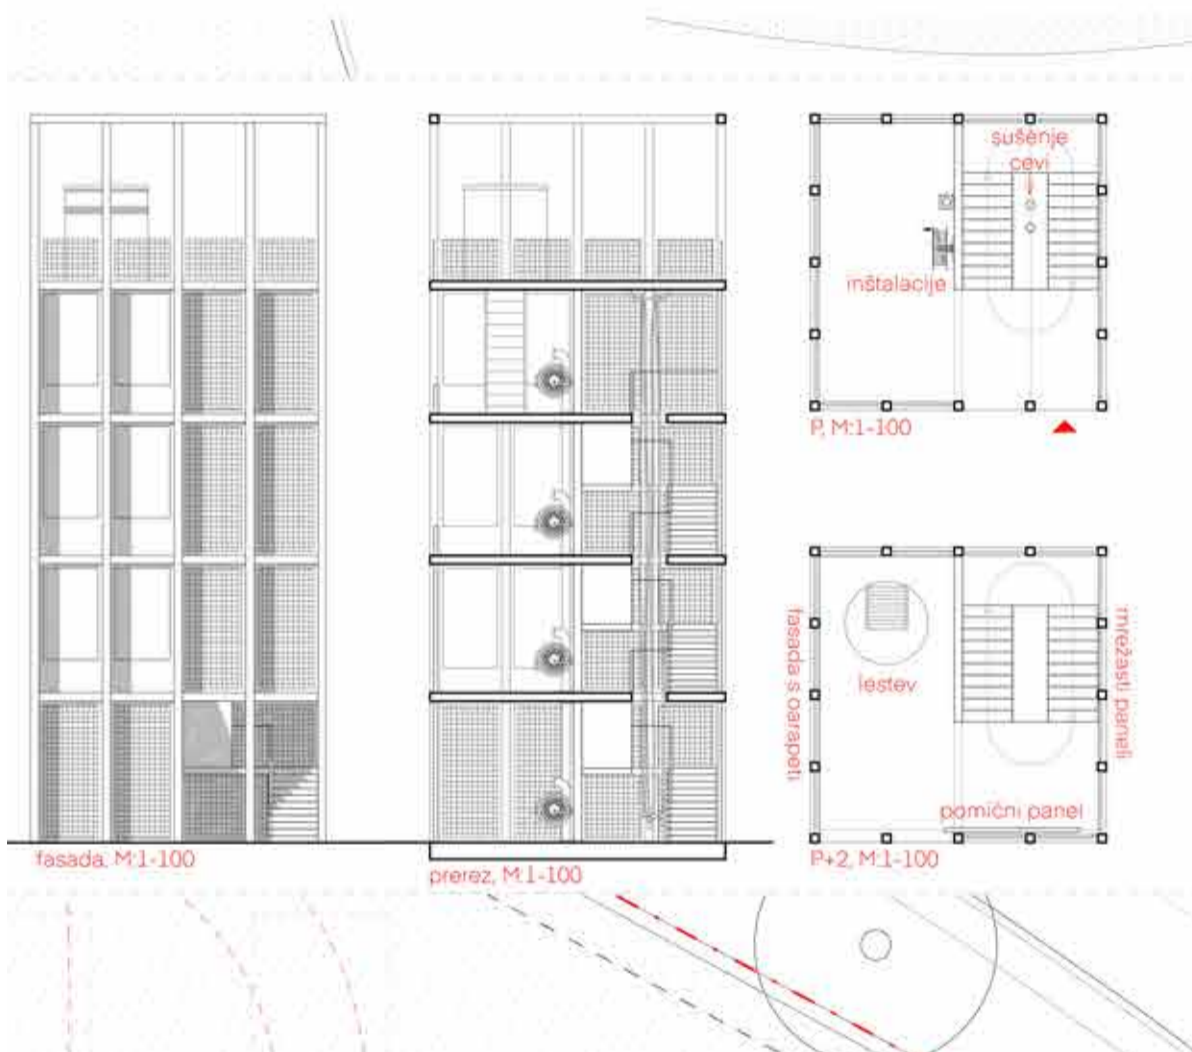 sušenje
cevi
inštalacije
P, M:1-100
fasada s parapeti
lestev
mrežasti paneli
pomični panel
P+2, M:1-100
fasada, M:1-100
prerez, M:1-100